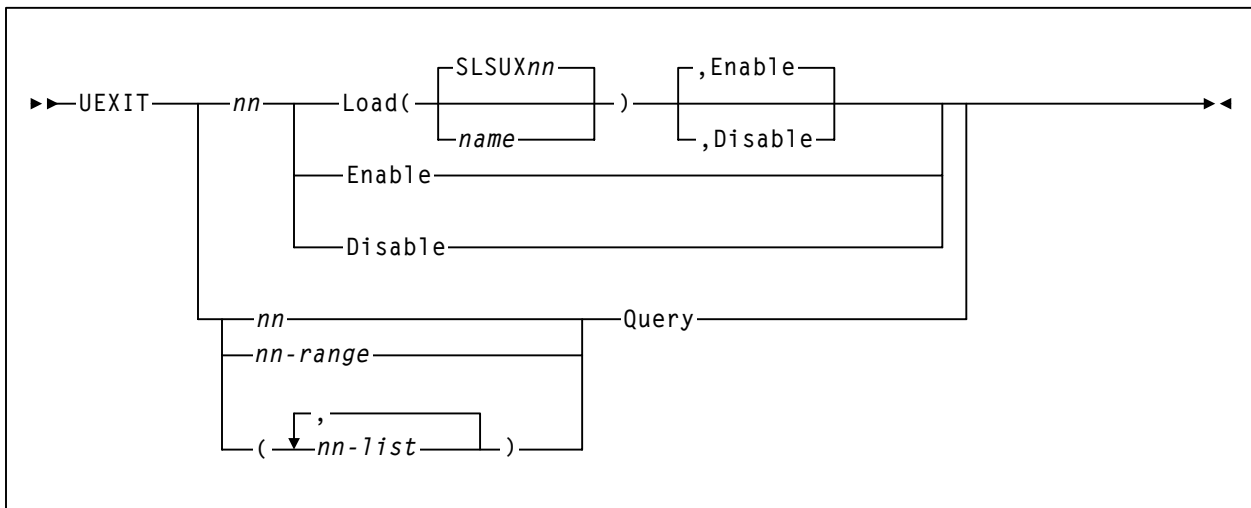 SLSUXnn ,Enable
UEXIT nn Load( )
name ,Disable
Enable
Disable
nn Query
nn-range
,
( nn-list )